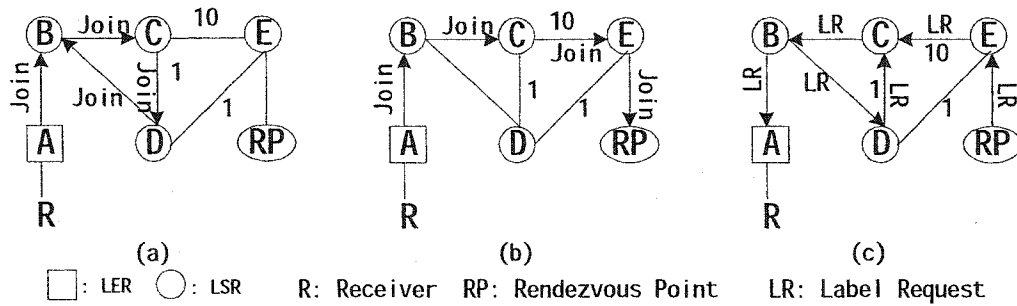 B Join C 10 E
Join Join Join 1 1
A D RP
R
(a)
B Join C 10 E
Join Join 1 1 Join
A D RP
R
(b)
B LR C LR 10 E
LR LR 1 LR 1 LR
A D RP
R
(c)
: LER : LSR R: Receiver RP: Rendezvous Point LR: Label Request